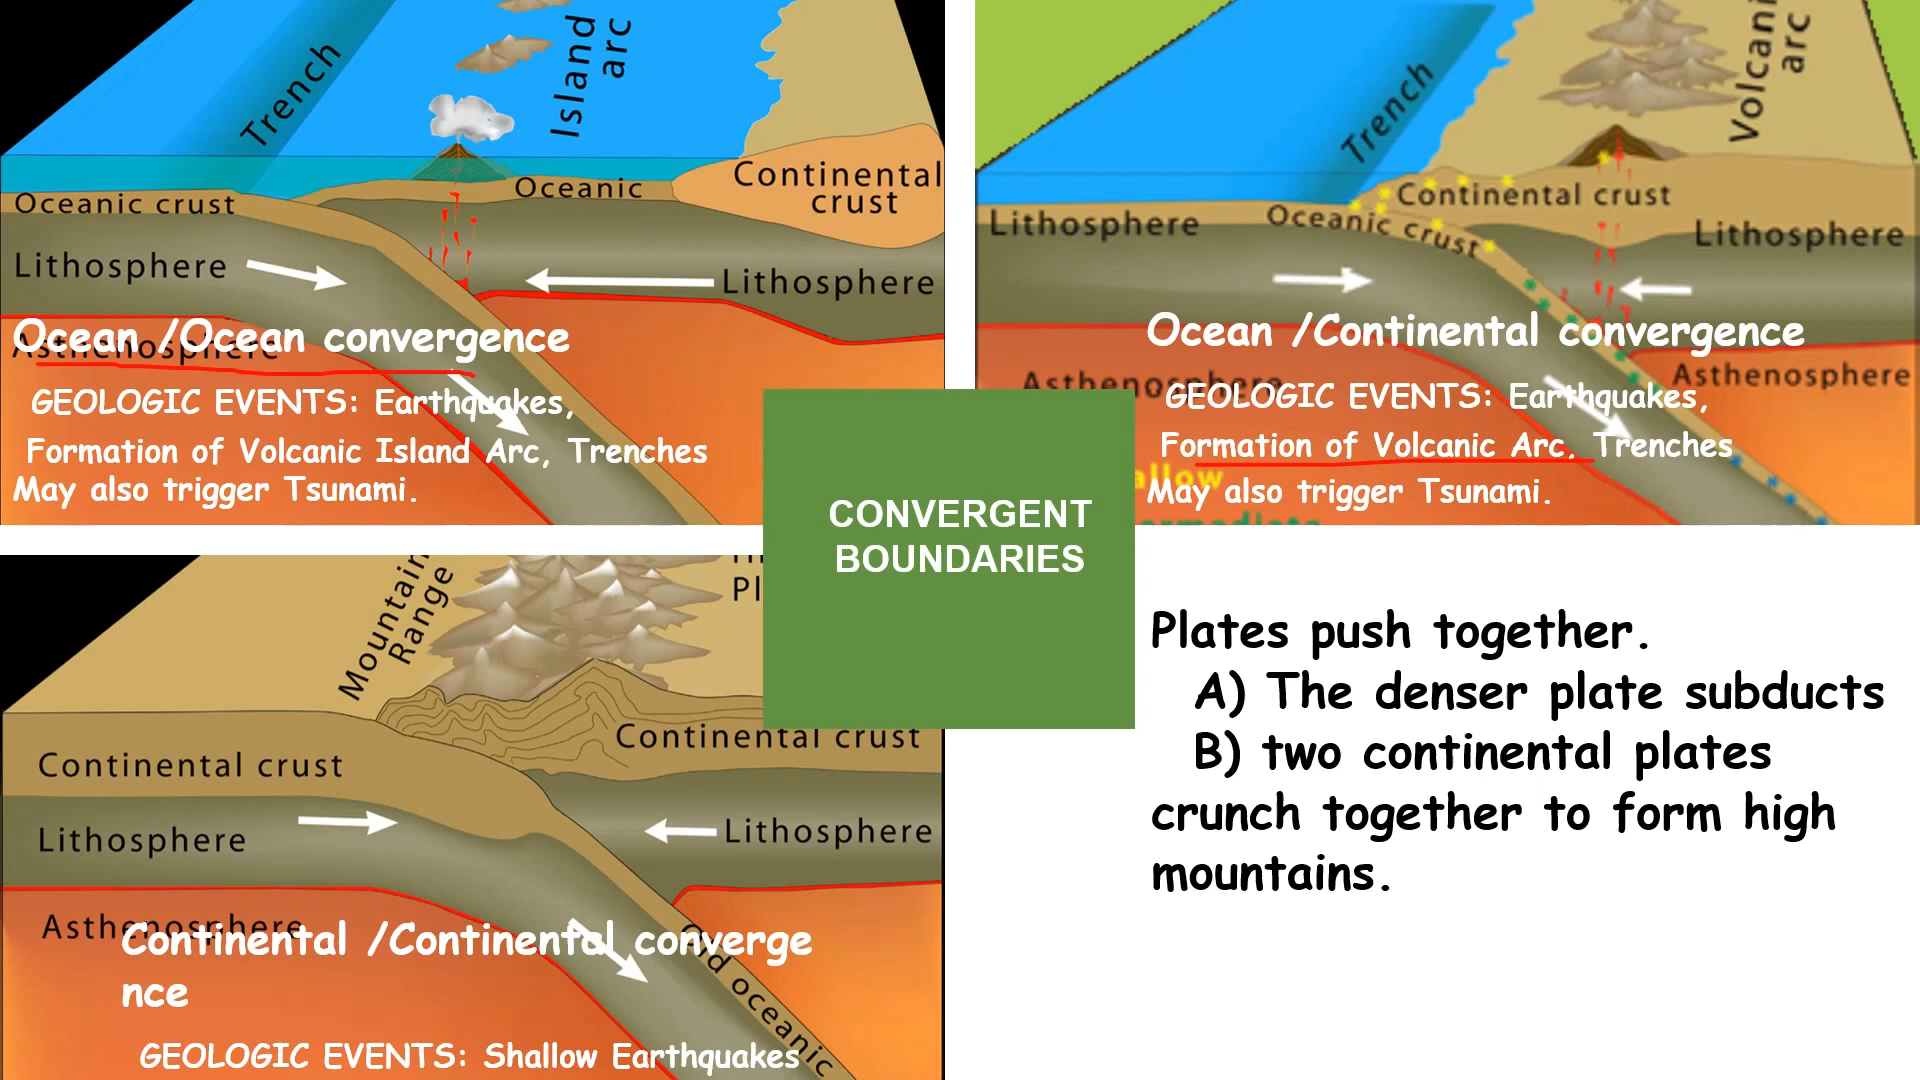 Trench
Island
arc
Oceanic crust
Oceanic
Continental
crust
Lithosphere
Lithosphere
Asthenosphere
Ocean /Ocean convergence
GEOLOGIC EVENTS: Earthquakes,
Formation of Volcanic Island Arc, Trenches
May also trigger Tsunami.
Trench
arc
Continental crust
Lithosphere
Oceanic crust
Lithosphere
Ocean /Continental convergence
Asthenosphere
Asthenosphere
GEOLOGIC EVENTS: Earthquakes,
Formation of Volcanic Arc, Trenches
May also trigger Tsunami.
CONVERGENT
BOUNDARIES
Mountain
Range
Continental crust
Continental crust
Lithosphere
Lithosphere
Asthenosphere
Old oceanic
Continental /Continental converge
nce
GEOLOGIC EVENTS: Shallow Earthquakes
Plates push together.
A) The denser plate subducts
B) two continental plates
crunch together to form high
mountains.